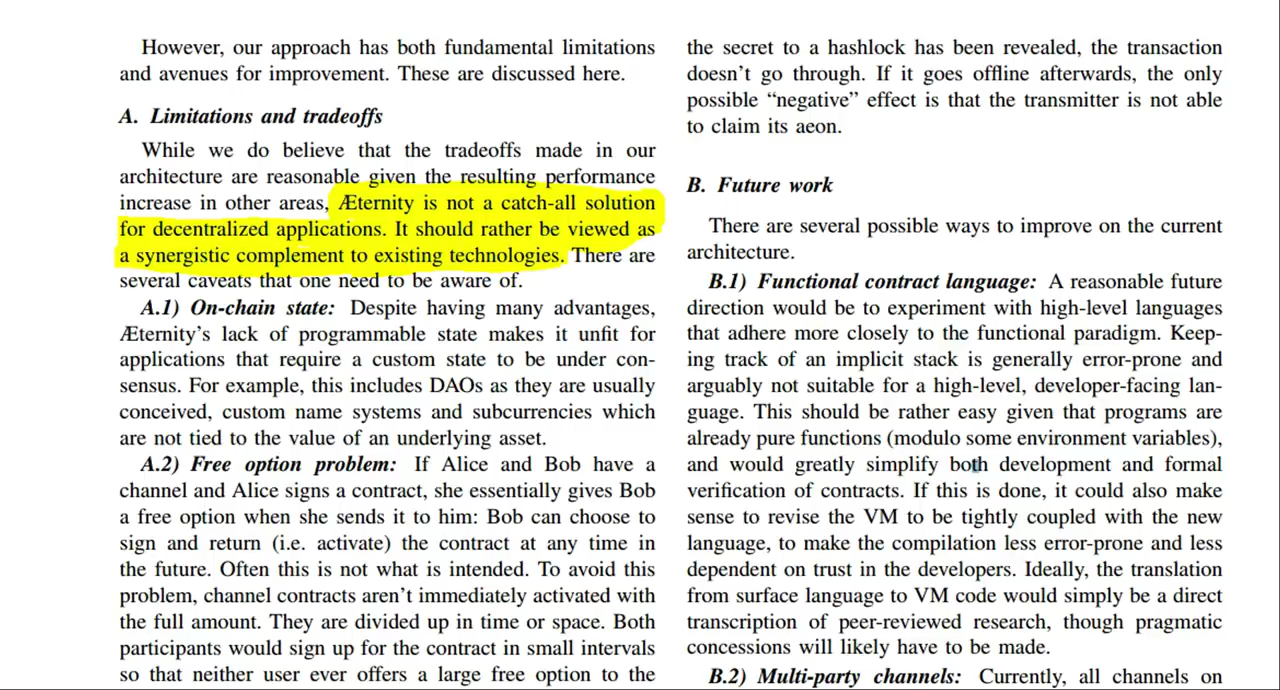 However, our approach has both fundamental limitations
and avenues for improvement. These are discussed here.
A. Limitations and tradeoffs
While we do believe that the tradeoffs made in our
architecture are reasonable given the resulting performance
increase in other areas, Æternity is not a catch-all solution
for decentralized applications. It should rather be viewed as
a synergistic complement to existing technologies. There are
several caveats that one need to be aware of.
A.1) On-chain state: Despite having many advantages,
Æternity's lack of programmable state makes it unfit for
applications that require a custom state to be under con-
sensus. For example, this includes DAOs as they are usually
conceived, custom name systems and subcurrencies which
are not tied to the value of an underlying asset.
A.2) Free option problem: If Alice and Bob have a
channel and Alice signs a contract, she essentially gives Bob
a free option when she sends it to him: Bob can choose to
sign and return (i.e. activate) the contract at any time in
the future. Often this is not what is intended. To avoid this
problem, channel contracts aren't immediately activated with
the full amount. They are divided up in time or space. Both
participants would sign up for the contract in small intervals
so that neither user ever offers a large free option to the
the secret to a hashlock has been revealed, the transaction
doesn't go through. If it goes offline afterwards, the only
possible “negative” effect is that the transmitter is not able
to claim its aeon.
B. Future work
There are several possible ways to improve on the current
architecture.
B.1) Functional contract language: A reasonable future
direction would be to experiment with high-level languages
that adhere more closely to the functional paradigm. Keep-
ing track of an implicit stack is generally error-prone and
arguably not suitable for a high-level, developer-facing lan-
guage. This should be rather easy given that programs are
already pure functions (modulo some environment variables),
and would greatly simplify both development and formal
verification of contracts. If this is done, it could also make
sense to revise the VM to be tightly coupled with the new
language, to make the compilation less error-prone and less
dependent on trust in the developers. Ideally, the translation
from surface language to VM code would simply be a direct
transcription of peer-reviewed research, though pragmatic
concessions will likely have to be made.
B.2) Multi-party channels: Currently, all channels on